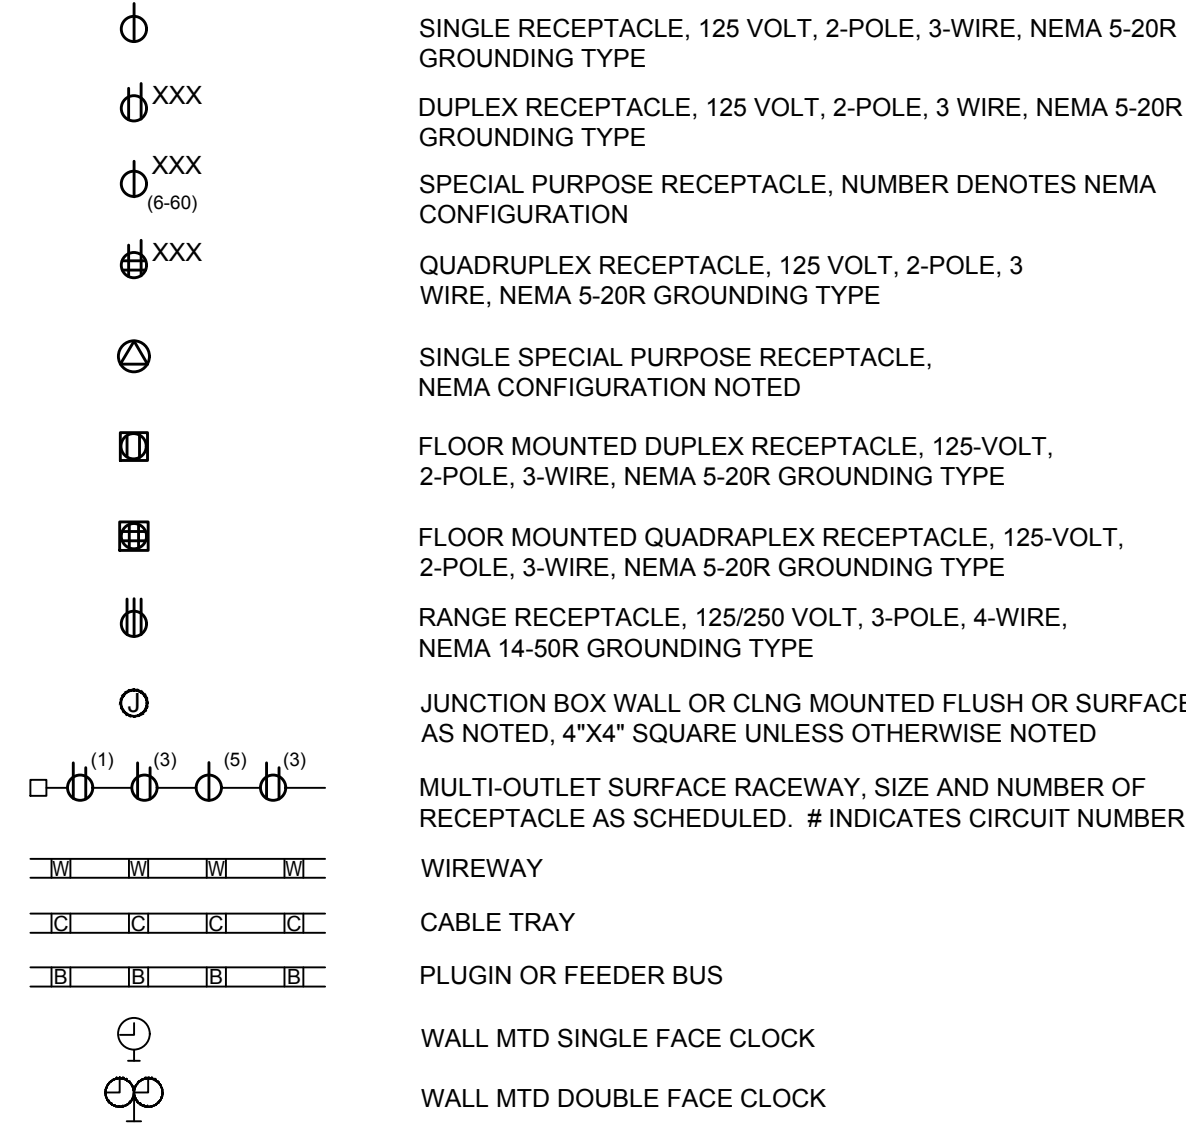 SINGLE RECEPTACLE, 125 VOLT, 2-POLE, 3-WIRE, NEMA 5-20R
GROUNDING TYPE
XXX
DUPLEX RECEPTACLE, 125 VOLT, 2-POLE, 3 WIRE, NEMA 5-20R
GROUNDING TYPE
XXX
(6-60)
SPECIAL PURPOSE RECEPTACLE, NUMBER DENOTES NEMA
CONFIGURATION
XXX
QUADRUPLEX RECEPTACLE, 125 VOLT, 2-POLE, 3
WIRE, NEMA 5-20R GROUNDING TYPE
SINGLE SPECIAL PURPOSE RECEPTACLE,
NEMA CONFIGURATION NOTED
FLOOR MOUNTED DUPLEX RECEPTACLE, 125-VOLT,
2-POLE, 3-WIRE, NEMA 5-20R GROUNDING TYPE
FLOOR MOUNTED QUADRAPLEX RECEPTACLE, 125-VOLT,
2-POLE, 3-WIRE, NEMA 5-20R GROUNDING TYPE
RANGE RECEPTACLE, 125/250 VOLT, 3-POLE, 4-WIRE,
NEMA 14-50R GROUNDING TYPE
J
JUNCTION BOX WALL OR CLNG MOUNTED FLUSH OR SURFACE
AS NOTED, 4"X4" SQUARE UNLESS OTHERWISE NOTED
(1) (3) (5) (3)
MULTI-OUTLET SURFACE RACEWAY, SIZE AND NUMBER OF
RECEPTACLE AS SCHEDULED. # INDICATES CIRCUIT NUMBER
W W W W
WIREWAY
C C C C
CABLE TRAY
B B B B
PLUGIN OR FEEDER BUS
WALL MTD SINGLE FACE CLOCK
WALL MTD DOUBLE FACE CLOCK